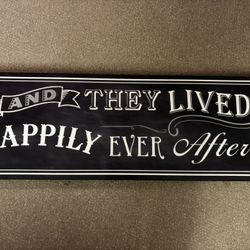 AND THEY LIVED
APPILY EVER After